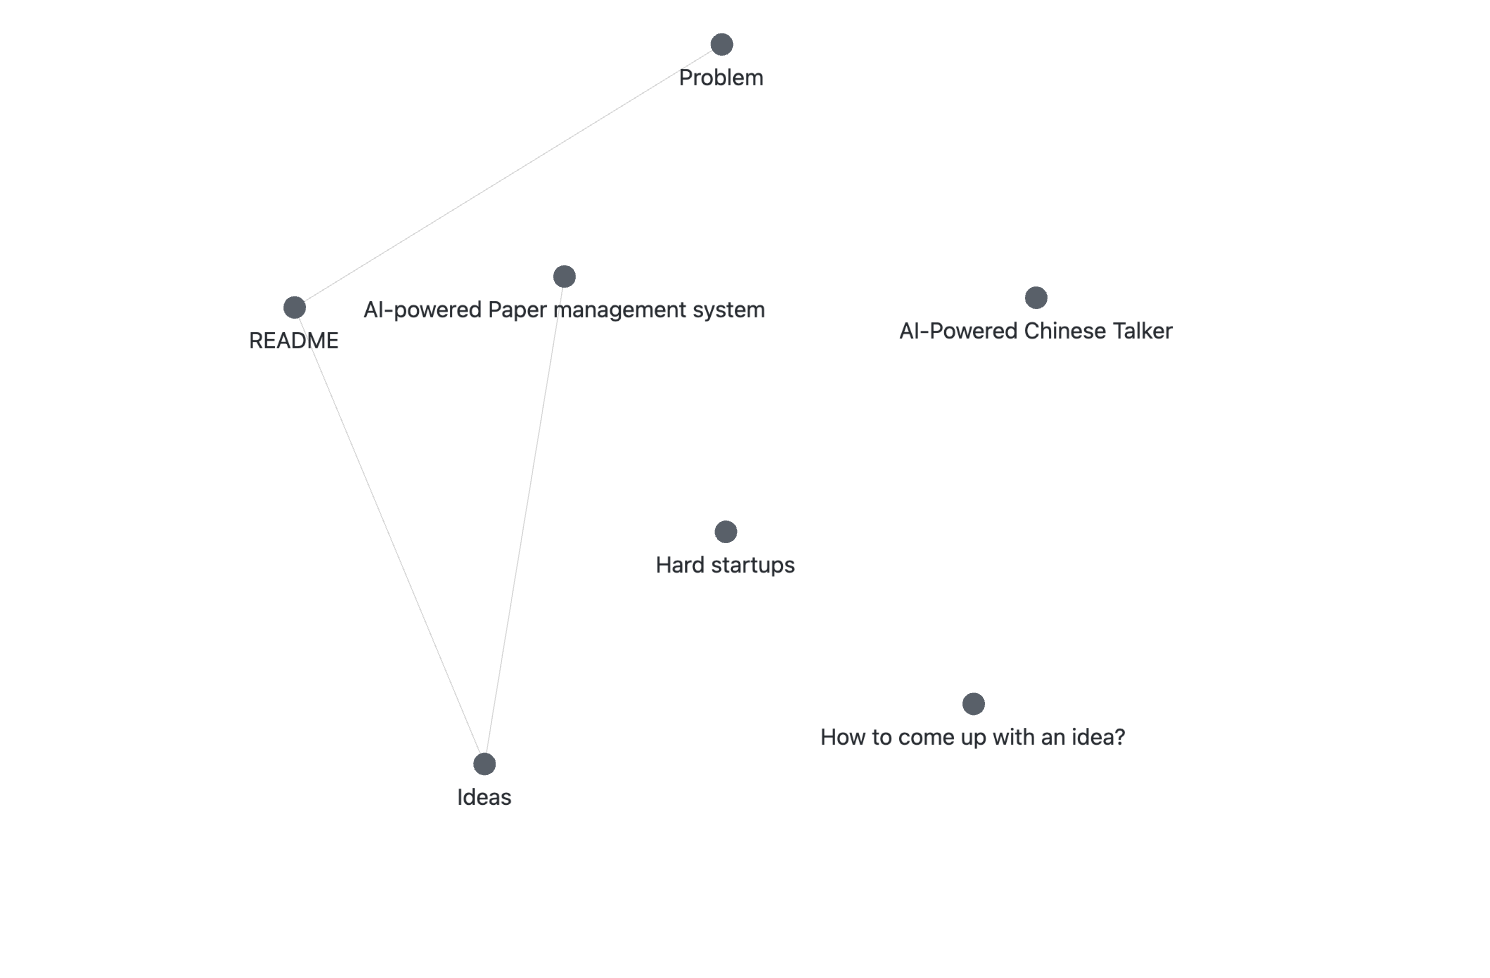 Problem
AI-powered Paper management system
README
AI-Powered Chinese Talker
Hard startups
How to come up with an idea?
Ideas